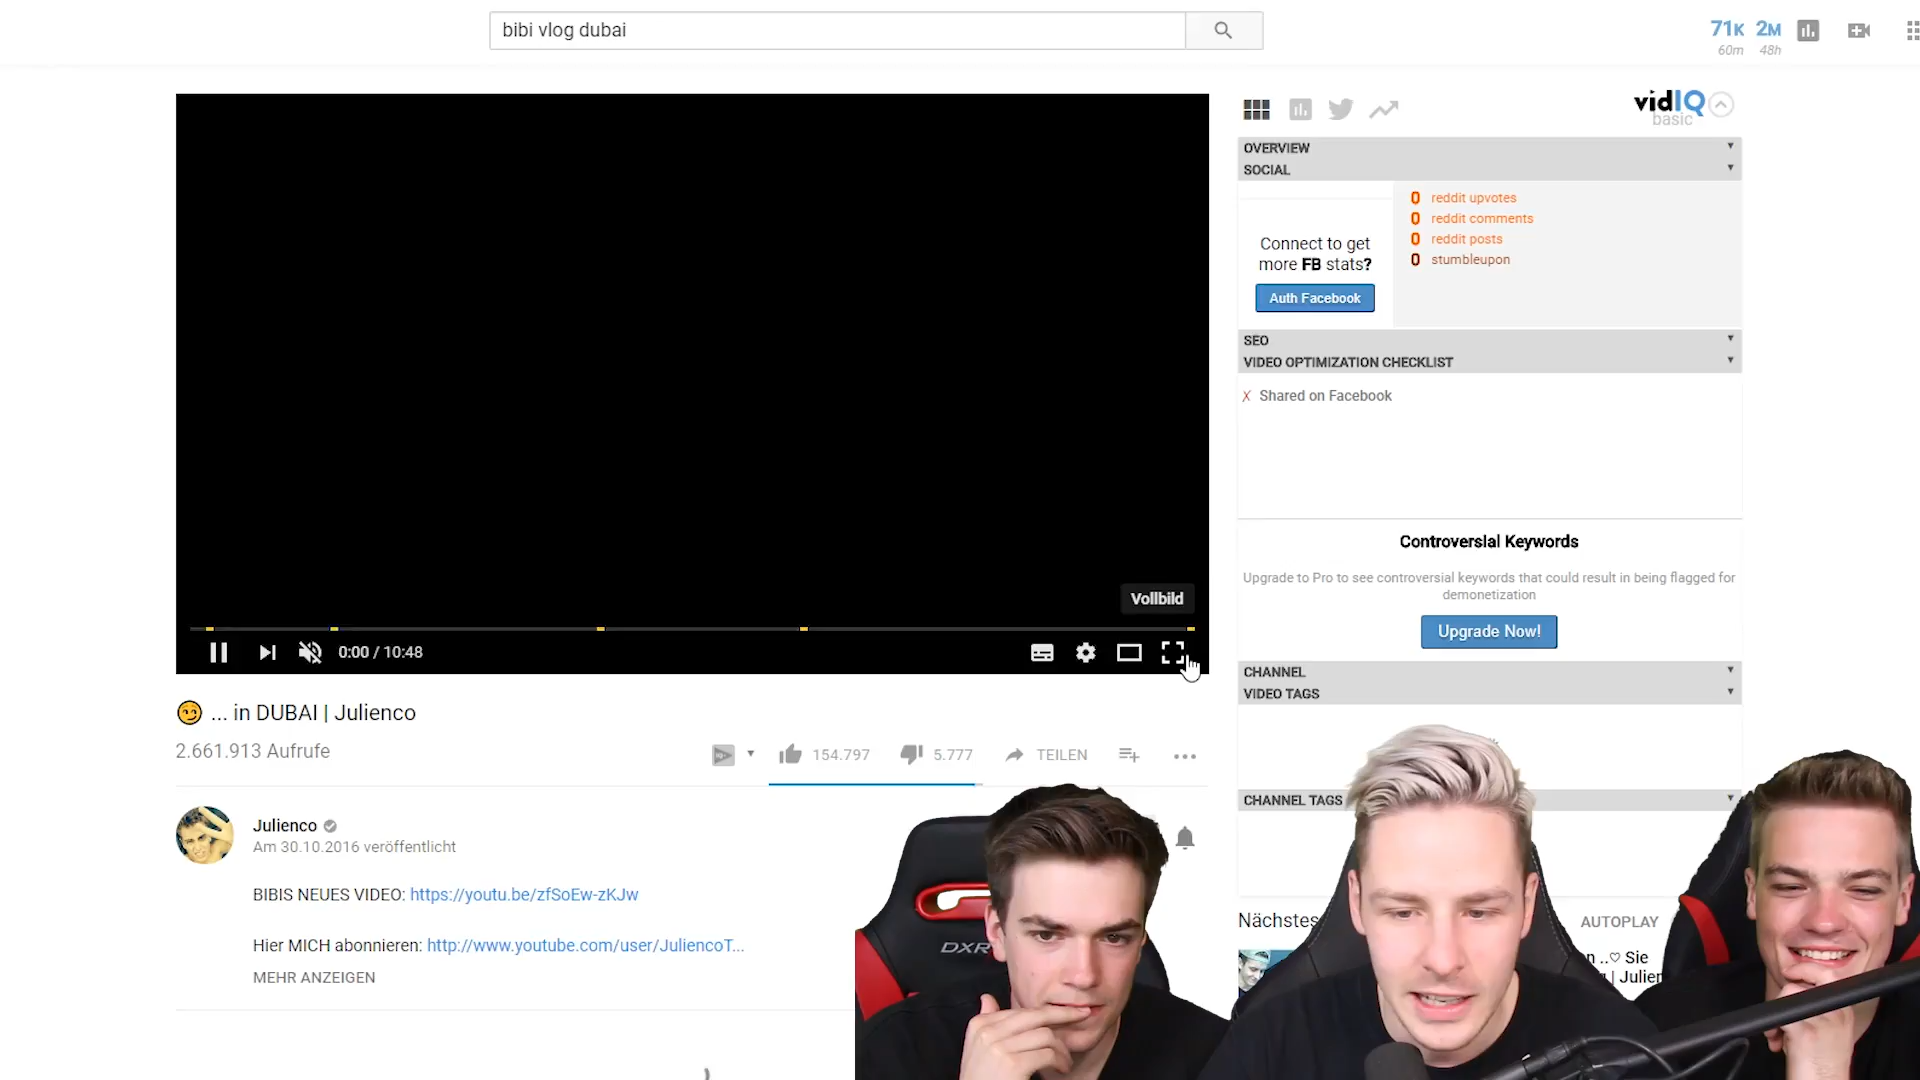 bibi vlog dubai
71K 2M
60m 48h
vidIQ
basic
OVERVIEW
SOCIAL
0 reddit upvotes
0 reddit comments
0 reddit posts
0 stumbleupon
Connect to get
more FB stats?
Auth Facebook
SEO
VIDEO OPTIMIZATION CHECKLIST
X Shared on Facebook
Controversial Keywords
Upgrade to Pro to see controversial keywords that could result in being flagged for
demonetization
Upgrade Now!
CHANNEL
VIDEO TAGS
CHANNEL TAGS
Vollbild
0:00 / 10:48
... in DUBAI | Julienco
2.661.913 Aufrufe
154.797 5.777 TEILEN
Julienco
Am 30.10.2016 veröffentlicht
BIBIS NEUES VIDEO: https://youtu.be/zfSoEw-zKJw
Hier MICH abonnieren: http://www.youtube.com/user/JuliencoT...
MEHR ANZEIGEN
DXR
Nächstes
AUTOPLAY
n ..♡ Sie
| Julien